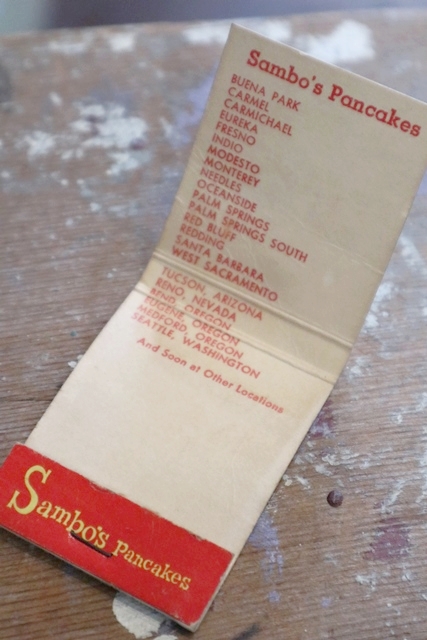 Sambo's Pancakes
BUENA PARK
CARMEL
CARMICHAEL
EUREKA
FRESNO
INDIO
MODESTO
MONTEREY
NEEDLES
OCEANSIDE
PALM SPRINGS
PALM SPRINGS SOUTH
RED BLUFF
REDDING
SANTA BARBARA
WEST SACRAMENTO
TUCSON, ARIZONA
RENO, NEVADA
BEND, OREGON
EUGENE, OREGON
MEDFORD, OREGON
SEATTLE, WASHINGTON
And Soon at Other Locations
Sambo's Pancakes